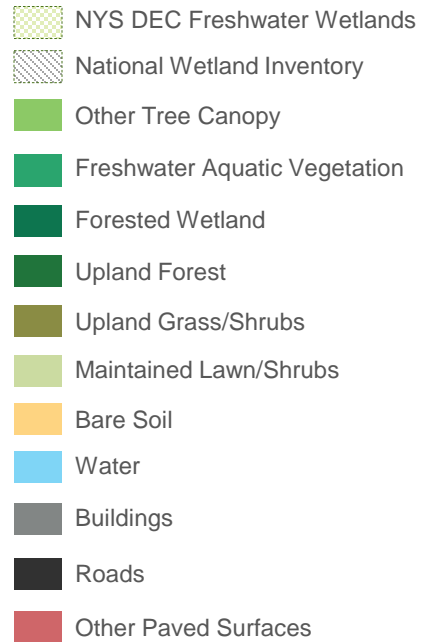 NYS DEC Freshwater Wetlands
National Wetland Inventory
Other Tree Canopy
Freshwater Aquatic Vegetation
Forested Wetland
Upland Forest
Upland Grass/Shrubs
Maintained Lawn/Shrubs
Bare Soil
Water
Buildings
Roads
Other Paved Surfaces